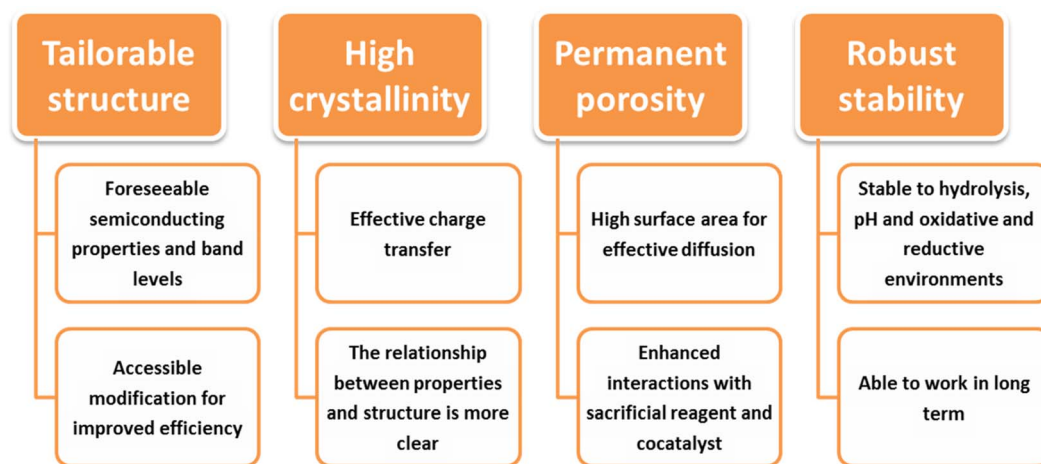 Tailorable
structure
Foreseeable
semiconducting
properties and band
levels
Accessible
modification for
improved efficiency
High
crystallinity
Effective charge
transfer
The relationship
between properties
and structure is more
clear
Permanent
porosity
High surface area for
effective diffusion
Enhanced
interactions with
sacrificial reagent and
cocatalyst
Robust
stability
Stable to hydrolysis,
pH and oxidative and
reductive
environments
Able to work in long
term